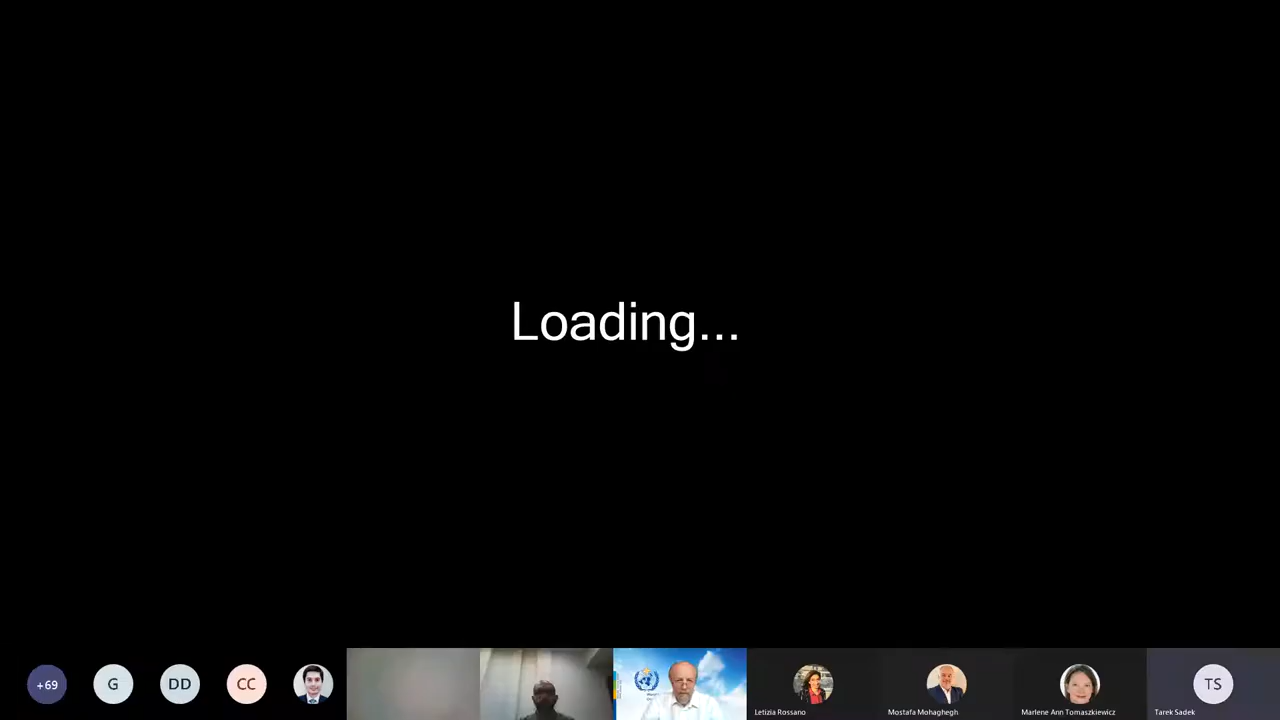 Loading...
+69
G
DD
CC
Letizia Rossano
Mostafa Mohaghegh
Marlene Ann Tomaszkiewicz
TS
Tarek Sadek